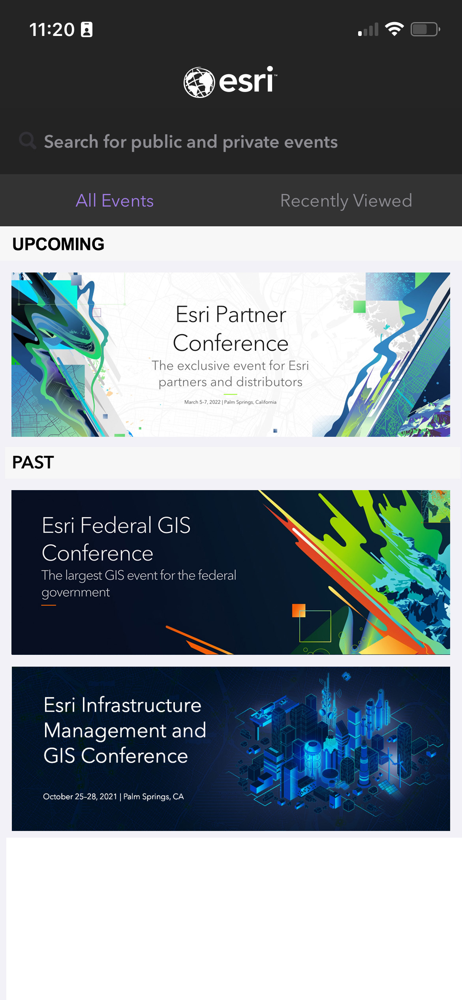 11:20
esri™
Search for public and private events
All Events
Recently Viewed
UPCOMING
Esri Partner
Conference
The exclusive event for Esri
partners and distributors
March 5-7, 2022 | Palm Springs, California
PAST
Esri Federal GIS
Conference
The largest GIS event for the federal
government
Esri Infrastructure
Management and
GIS Conference
October 25-28, 2021 | Palm Springs, CA